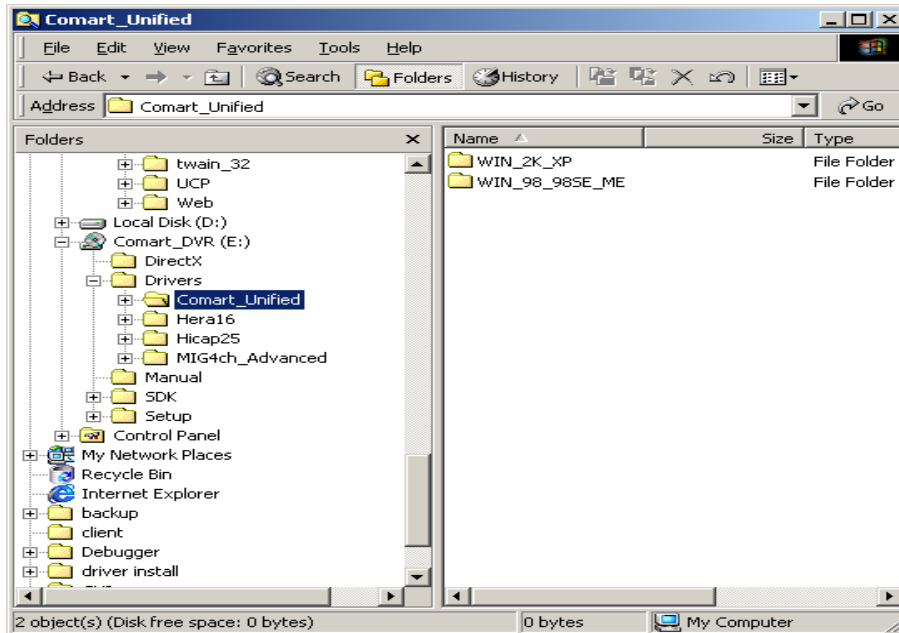 Comart_Unified
File Edit View Favorites Tools Help
Back Search Folders History
Address Comart_Unified Go
Folders
Name Size Type
twain_32
UCP
Web
Local Disk (D:)
Comart_DVR (E:)
DirectX
Drivers
Comart_Unified
Hera16
Hicap25
MIG4ch_Advanced
Manual
SDK
Setup
Control Panel
My Network Places
Recycle Bin
Internet Explorer
backup
client
Debugger
driver install
WIN_2K_XP File Folder
WIN_98_98SE_ME File Folder
2 object(s) (Disk free space: 0 bytes) 0 bytes My Computer